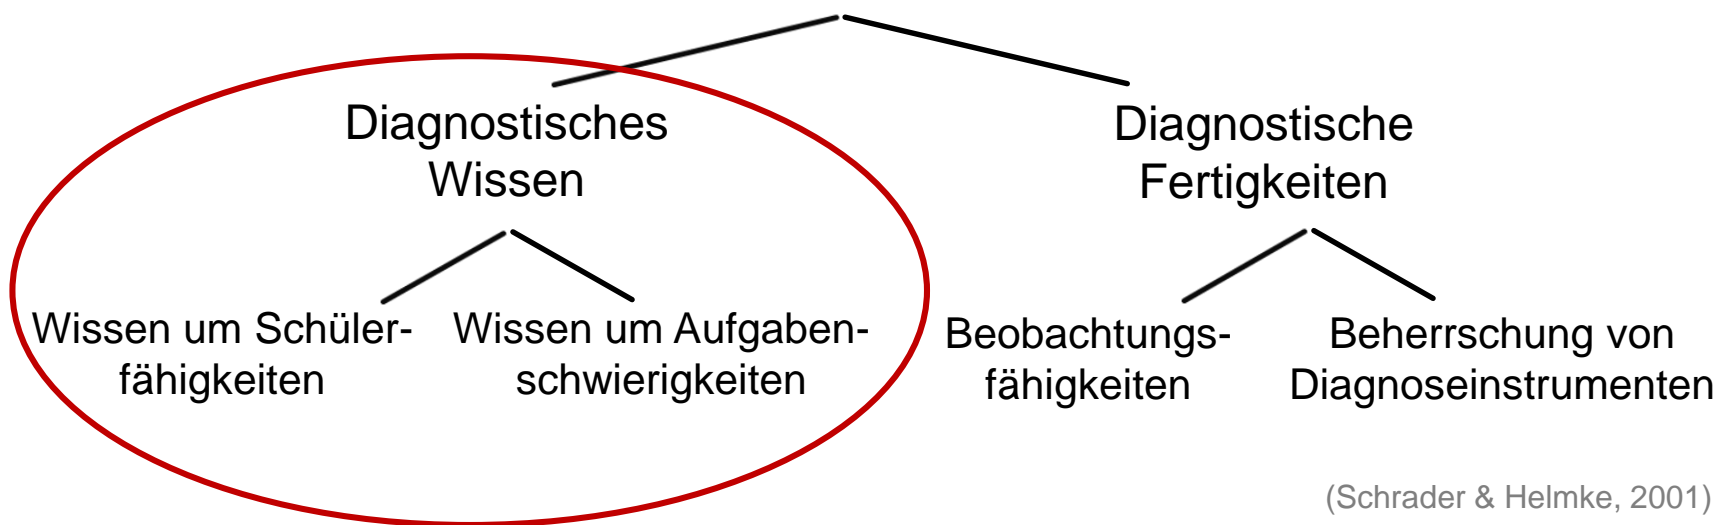 Diagnostisches
Wissen
Diagnostische
Fertigkeiten
Wissen um Schüler-
fähigkeiten
Wissen um Aufgaben-
schwierigkeiten
Beobachtungs-
fähigkeiten
Beherrschung von
Diagnoseinstrumenten
(Schrader & Helmke, 2001)